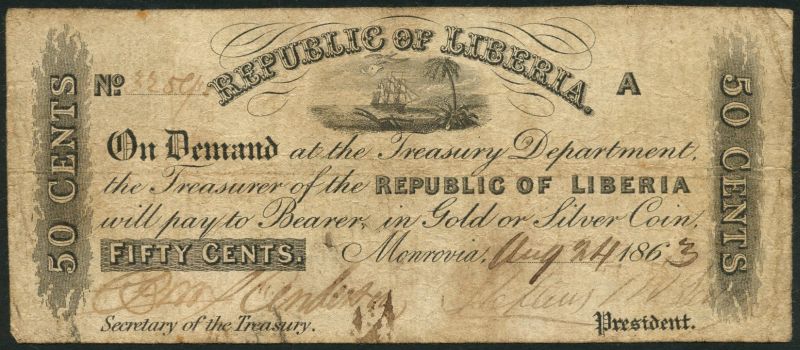 REPUBLIC OF LIBERIA.
No
A
50 CENTS
50 CENTS
On Demand at the Treasury Department,
the Treasurer of the REPUBLIC OF LIBERIA
will pay to Bearer, in Gold or Silver Coin,
FIFTY CENTS. Monrovia, Aug 24 1863
Secretary of the Treasury. President.